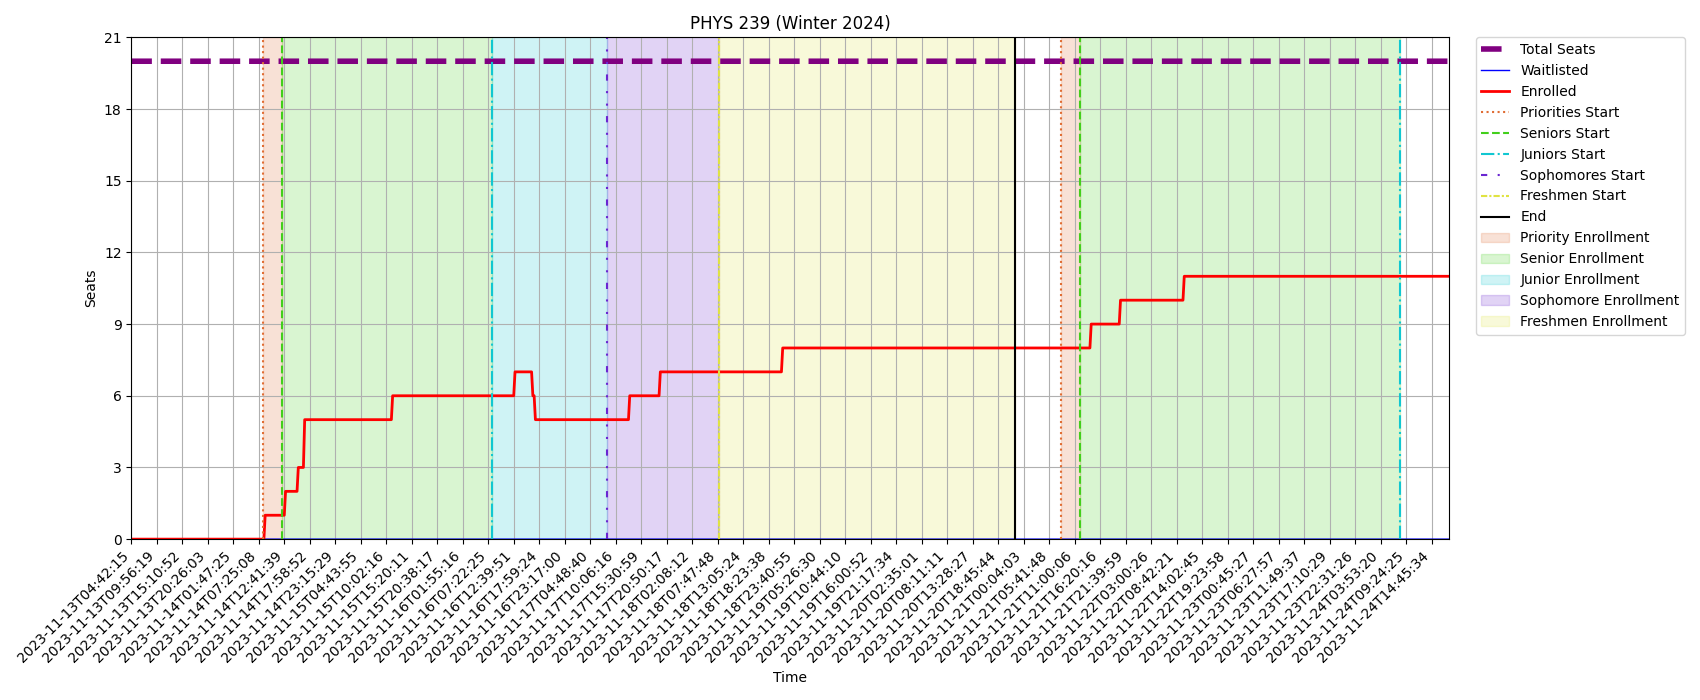 PHYS 239 (Winter 2024)
Seats
21
18
15
12
9
6
3
0
2023-11-13T04:42:15
2023-11-13T09:56:19
2023-11-13T15:10:52
2023-11-13T20:26:03
2023-11-14T01:47:25
2023-11-14T07:25:08
2023-11-14T12:41:39
2023-11-14T17:58:52
2023-11-14T23:15:29
2023-11-15T04:43:55
2023-11-15T10:02:16
2023-11-15T15:20:11
2023-11-15T20:38:17
2023-11-16T01:55:16
2023-11-16T07:22:25
2023-11-16T12:39:51
2023-11-16T17:59:24
2023-11-16T23:17:00
2023-11-17T04:48:40
2023-11-17T10:06:16
2023-11-17T15:30:59
2023-11-17T20:50:17
2023-11-18T02:08:12
2023-11-18T07:47:48
2023-11-18T13:05:24
2023-11-18T18:23:38
2023-11-18T23:40:55
2023-11-19T05:26:30
2023-11-19T10:44:10
2023-11-19T16:00:52
2023-11-19T21:17:34
2023-11-20T02:35:01
2023-11-20T08:11:11
2023-11-20T13:28:27
2023-11-20T18:45:44
2023-11-21T00:04:03
2023-11-21T05:41:48
2023-11-21T11:00:06
2023-11-21T16:20:16
2023-11-21T21:39:59
2023-11-22T03:00:26
2023-11-22T08:42:21
2023-11-22T14:02:45
2023-11-22T19:23:58
2023-11-23T00:45:27
2023-11-23T06:27:57
2023-11-23T11:49:37
2023-11-23T17:10:29
2023-11-23T22:31:26
2023-11-24T03:53:20
2023-11-24T09:24:25
2023-11-24T14:45:34
Time
Total Seats
Waitlisted
Enrolled
Priorities Start
Seniors Start
Juniors Start
Sophomores Start
Freshmen Start
End
Priority Enrollment
Senior Enrollment
Junior Enrollment
Sophomore Enrollment
Freshmen Enrollment